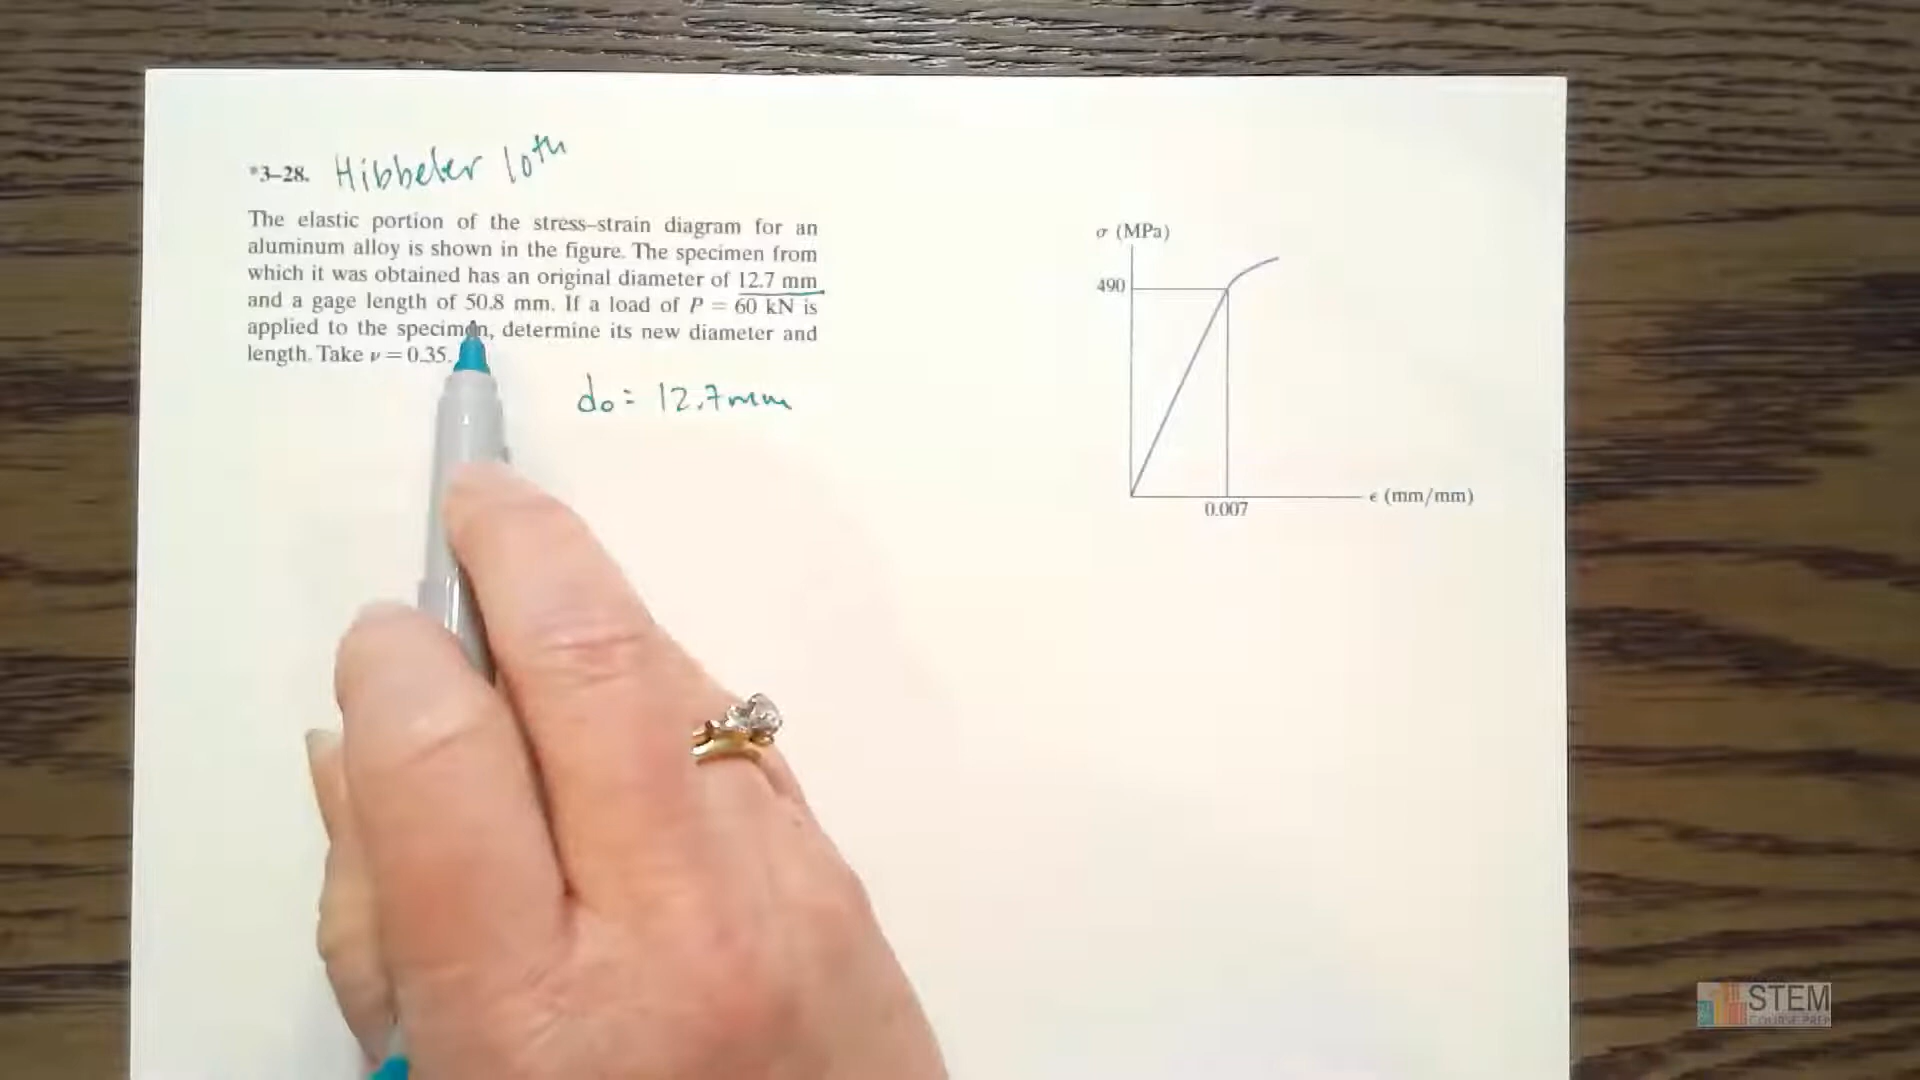 *3–28. Hibbeler 10th
The elastic portion of the stress–strain diagram for an
aluminum alloy is shown in the figure. The specimen from
which it was obtained has an original diameter of 12.7 mm
and a gage length of 50.8 mm. If a load of P = 60 kN is
applied to the specimen, determine its new diameter and
length. Take ν = 0.35.
do = 12.7mm
σ (MPa)
490
0.007
ϵ (mm/mm)
STEM
COURSE PREP